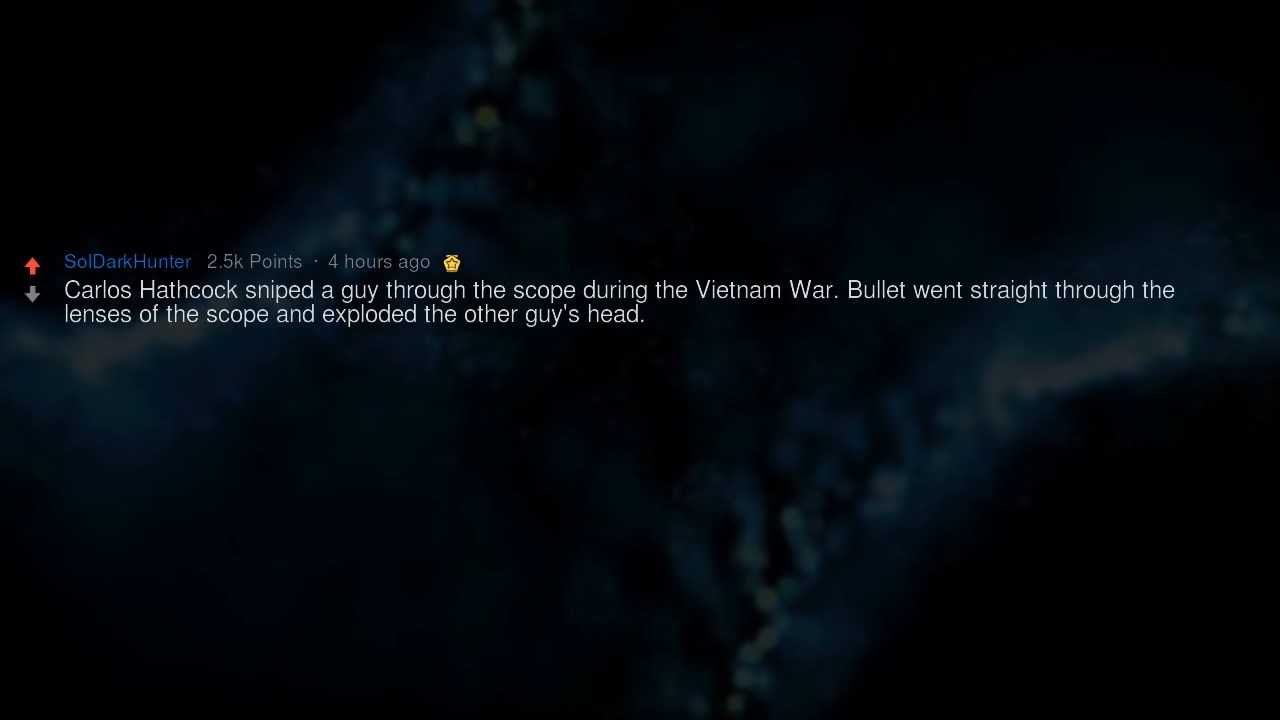 SolDarkHunter 2.5k Points · 4 hours ago
Carlos Hathcock sniped a guy through the scope during the Vietnam War. Bullet went straight through the
lenses of the scope and exploded the other guy's head.